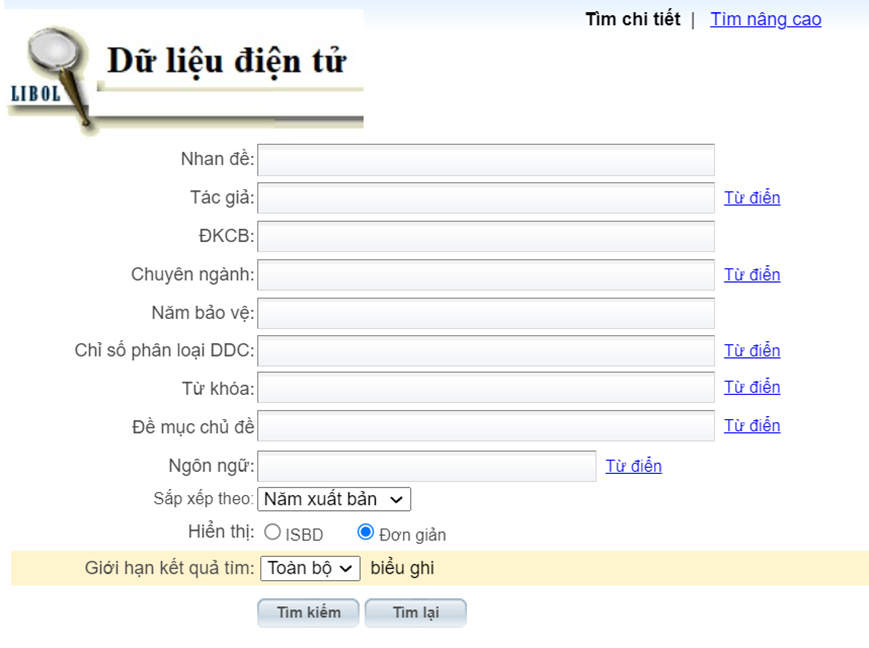 Tìm chi tiết | Tìm nâng cao
Dữ liệu điện tử
LIBOL
Nhan đề:
Tác giả: Từ điển
ĐKCB:
Chuyên ngành: Từ điển
Năm bảo vệ:
Chỉ số phân loại DDC: Từ điển
Từ khóa: Từ điển
Đề mục chủ đề Từ điển
Ngôn ngữ: Từ điển
Sắp xếp theo: Năm xuất bản
Hiển thị: ISBD Đơn giản
Giới hạn kết quả tìm: Toàn bộ biểu ghi
Tìm kiếm Tìm lại